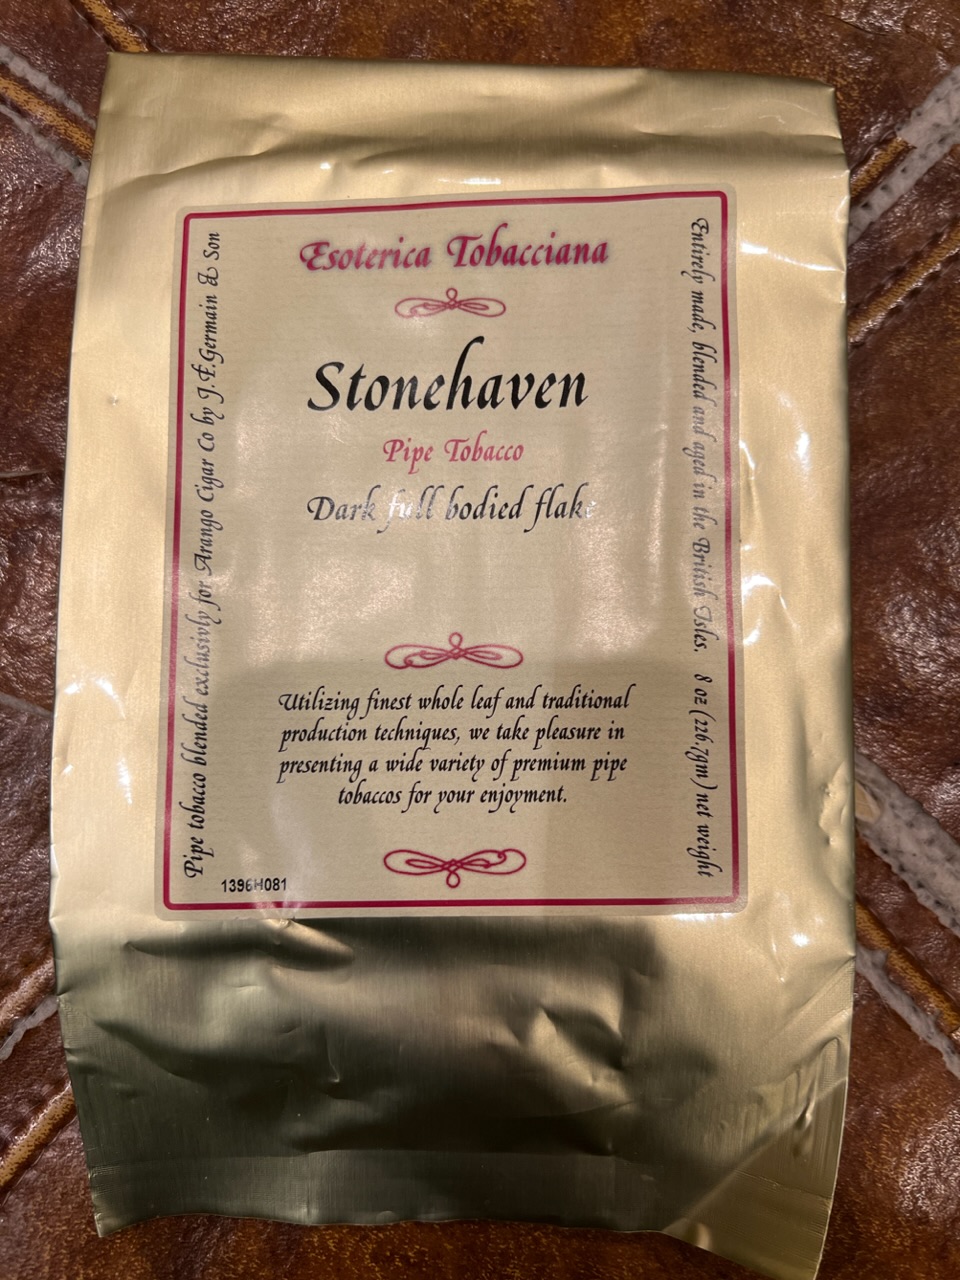 Esoterica Tobacciana
Stonehaven
Pipe Tobacco
Dark full bodied flake
Utilizing finest whole leaf and traditional
production techniques, we take pleasure in
presenting a wide variety of premium pipe
tobaccos for your enjoyment.
Pipe tobacco blended exclusivly for Arango Cigar Co by J.F.Germain & Son
Entirely made, blended and aged in the British Isles. 8 oz (226.7gm) net weight
1396H081